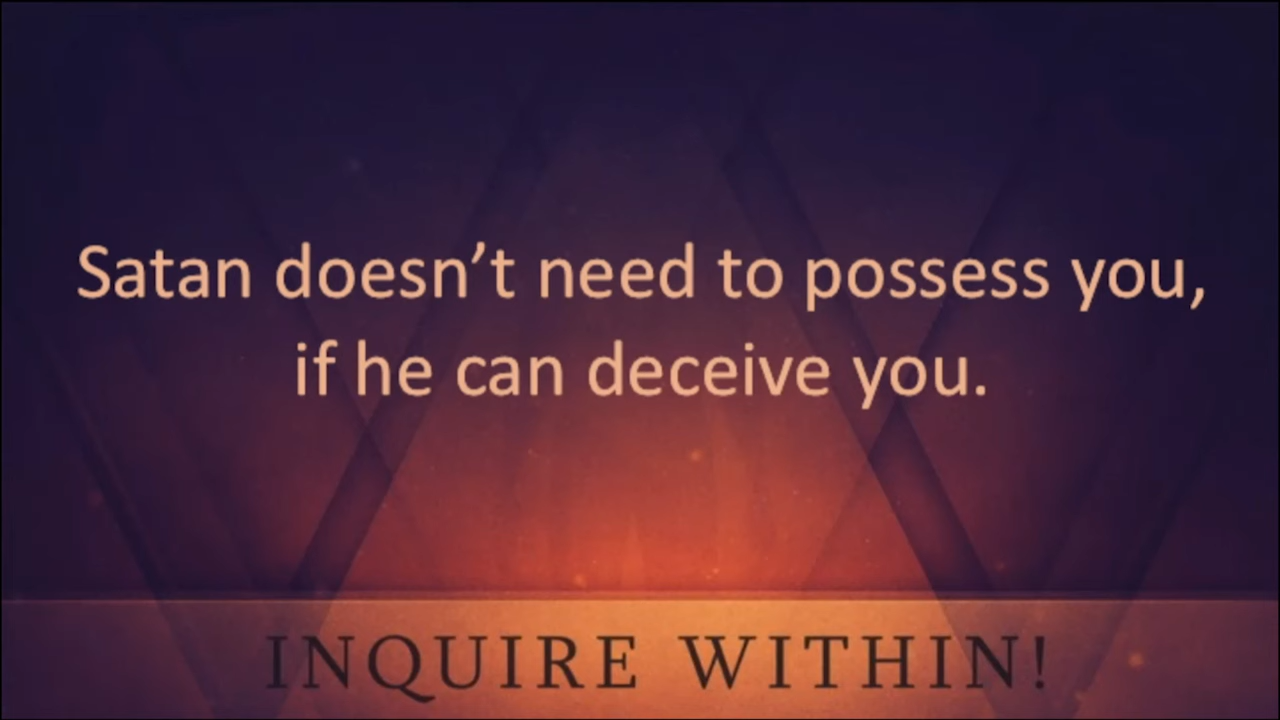 Satan doesn’t need to possess you,
if he can deceive you.
INQUIRE WITHIN!